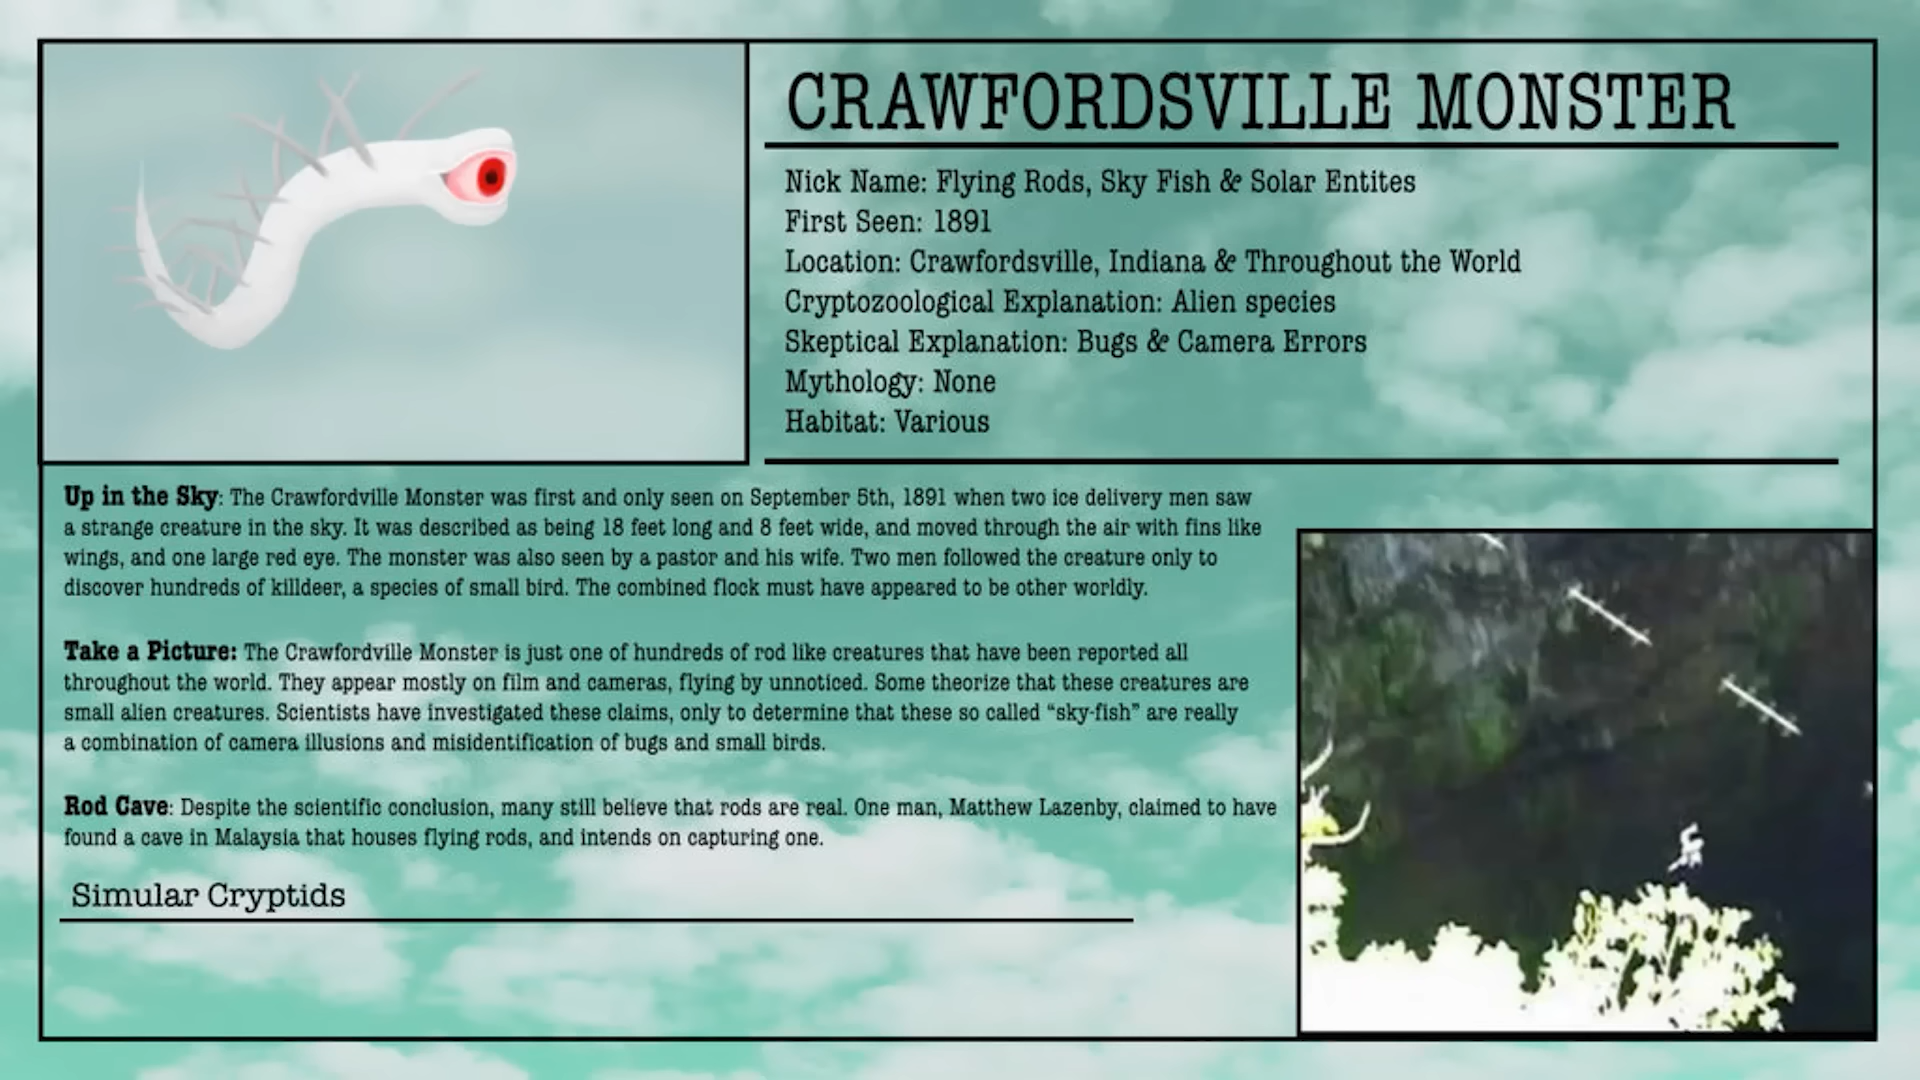 CRAWFORDSVILLE MONSTER
Nick Name: Flying Rods, Sky Fish & Solar Entites
First Seen: 1891
Location: Crawfordsville, Indiana & Throughout the World
Cryptozoological Explanation: Alien species
Skeptical Explanation: Bugs & Camera Errors
Mythology: None
Habitat: Various
Up in the Sky: The Crawfordville Monster was first and only seen on September 5th, 1891 when two ice delivery men saw
a strange creature in the sky. It was described as being 18 feet long and 8 feet wide, and moved through the air with fins like
wings, and one large red eye. The monster was also seen by a pastor and his wife. Two men followed the creature only to
discover hundreds of killdeer, a species of small bird. The combined flock must have appeared to be other worldly.
Take a Picture: The Crawfordville Monster is just one of hundreds of rod like creatures that have been reported all
throughout the world. They appear mostly on film and cameras, flying by unnoticed. Some theorize that these creatures are
small alien creatures. Scientists have investigated these claims, only to determine that these so called “sky-fish” are really
a combination of camera illusions and misidentification of bugs and small birds.
Rod Cave: Despite the scientific conclusion, many still believe that rods are real. One man, Matthew Lazenby, claimed to have
found a cave in Malaysia that houses flying rods, and intends on capturing one.
Simular Cryptids